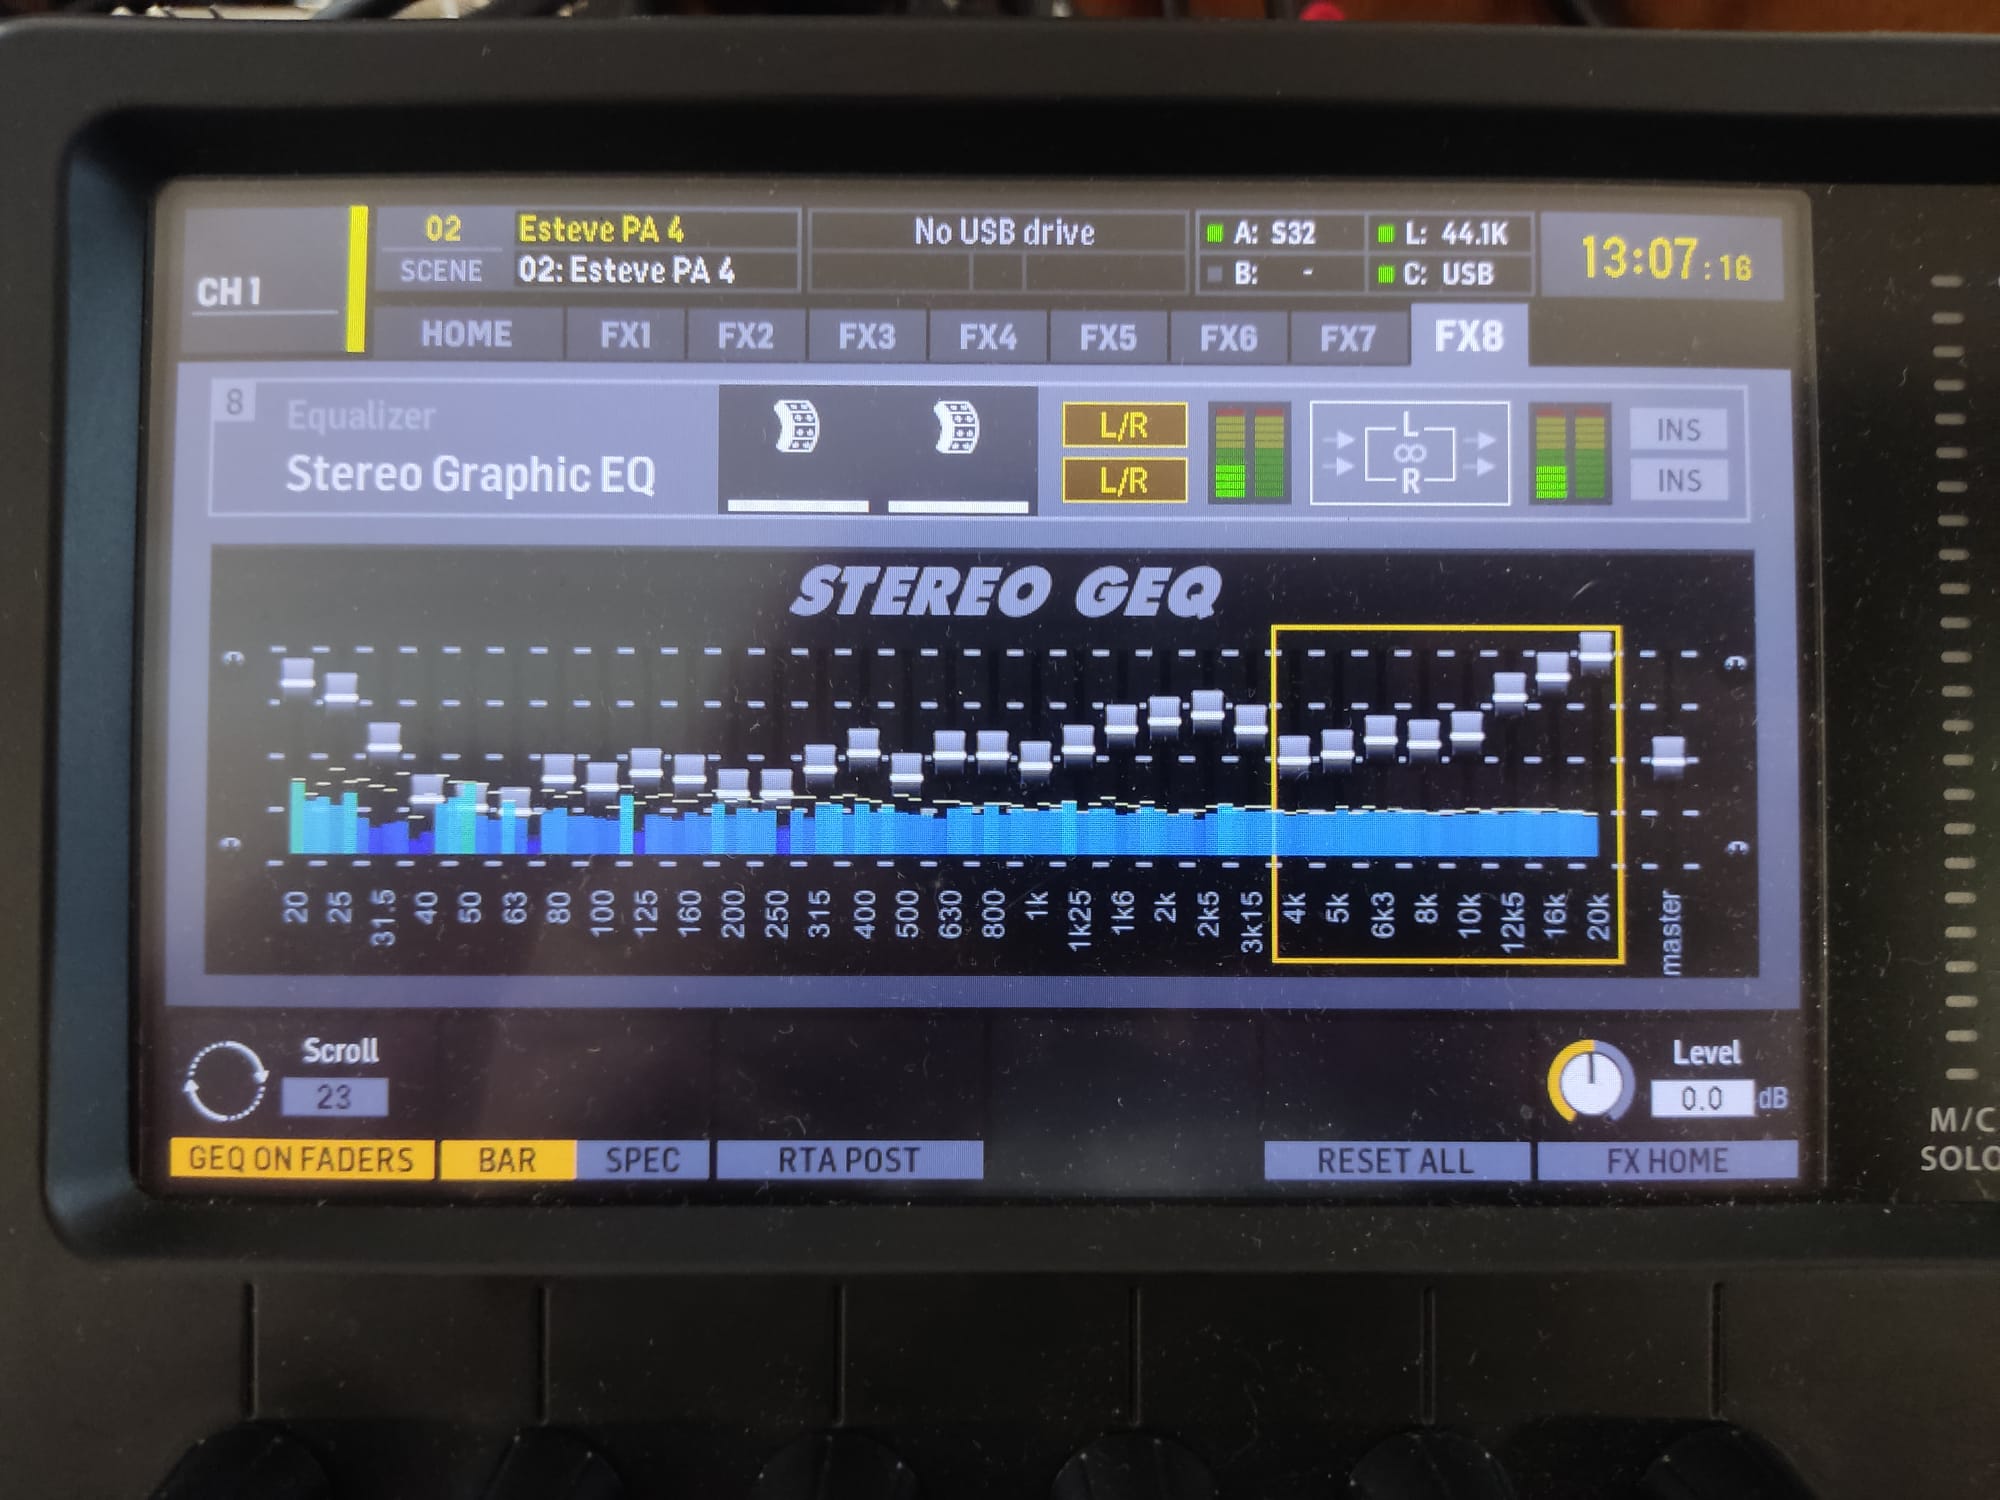 CH 1
02 Esteve PA 4
SCENE 02: Esteve PA 4
No USB drive
A: S32 L: 44.1K
B: - C: USB
13:07:16
HOME FX1 FX2 FX3 FX4 FX5 FX6 FX7 FX8
8
Equalizer
Stereo Graphic EQ
L/R
L/R
L
∞
R
INS
INS
STEREO GEQ
20 25 31.5 40 50 63 80 100 125 160 200 250 315 400 500 630 800 1k 1k25 1k6 2k 2k5 3k15 4k 5k 6k3 8k 10k 12k5 16k 20k master
Scroll
23
Level
0.0 dB
GEQ ON FADERS BAR SPEC RTA POST RESET ALL FX HOME
M/C
SOLO